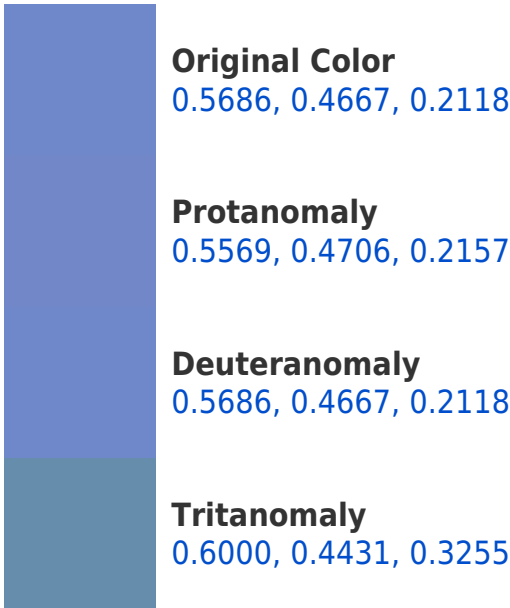 Original Color
0.5686, 0.4667, 0.2118
Protanomaly
0.5569, 0.4706, 0.2157
Deuteranomaly
0.5686, 0.4667, 0.2118
Tritanomaly
0.6000, 0.4431, 0.3255